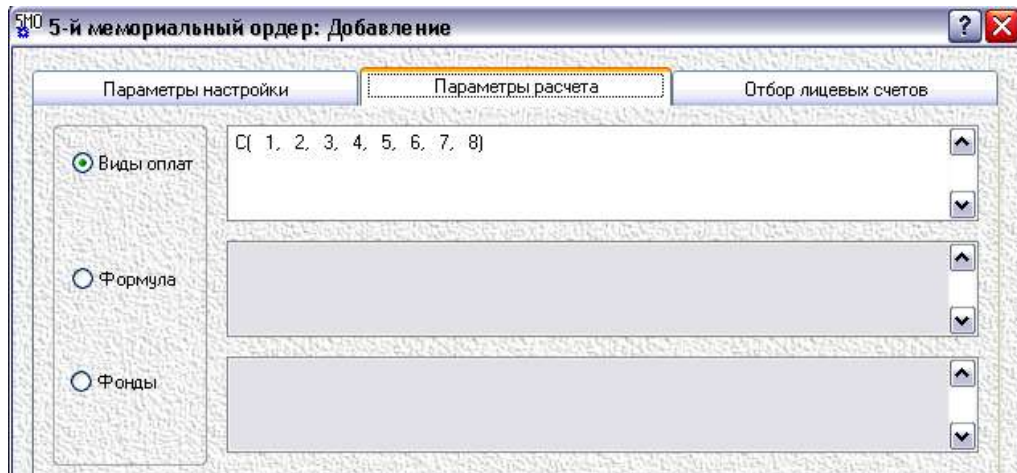 5МО 5-й мемориальный ордер: Добавление
Параметры настройки Параметры расчета Отбор лицевых счетов
Виды оплат С( 1, 2, 3, 4, 5, 6, 7, 8)
Формула
Фонды